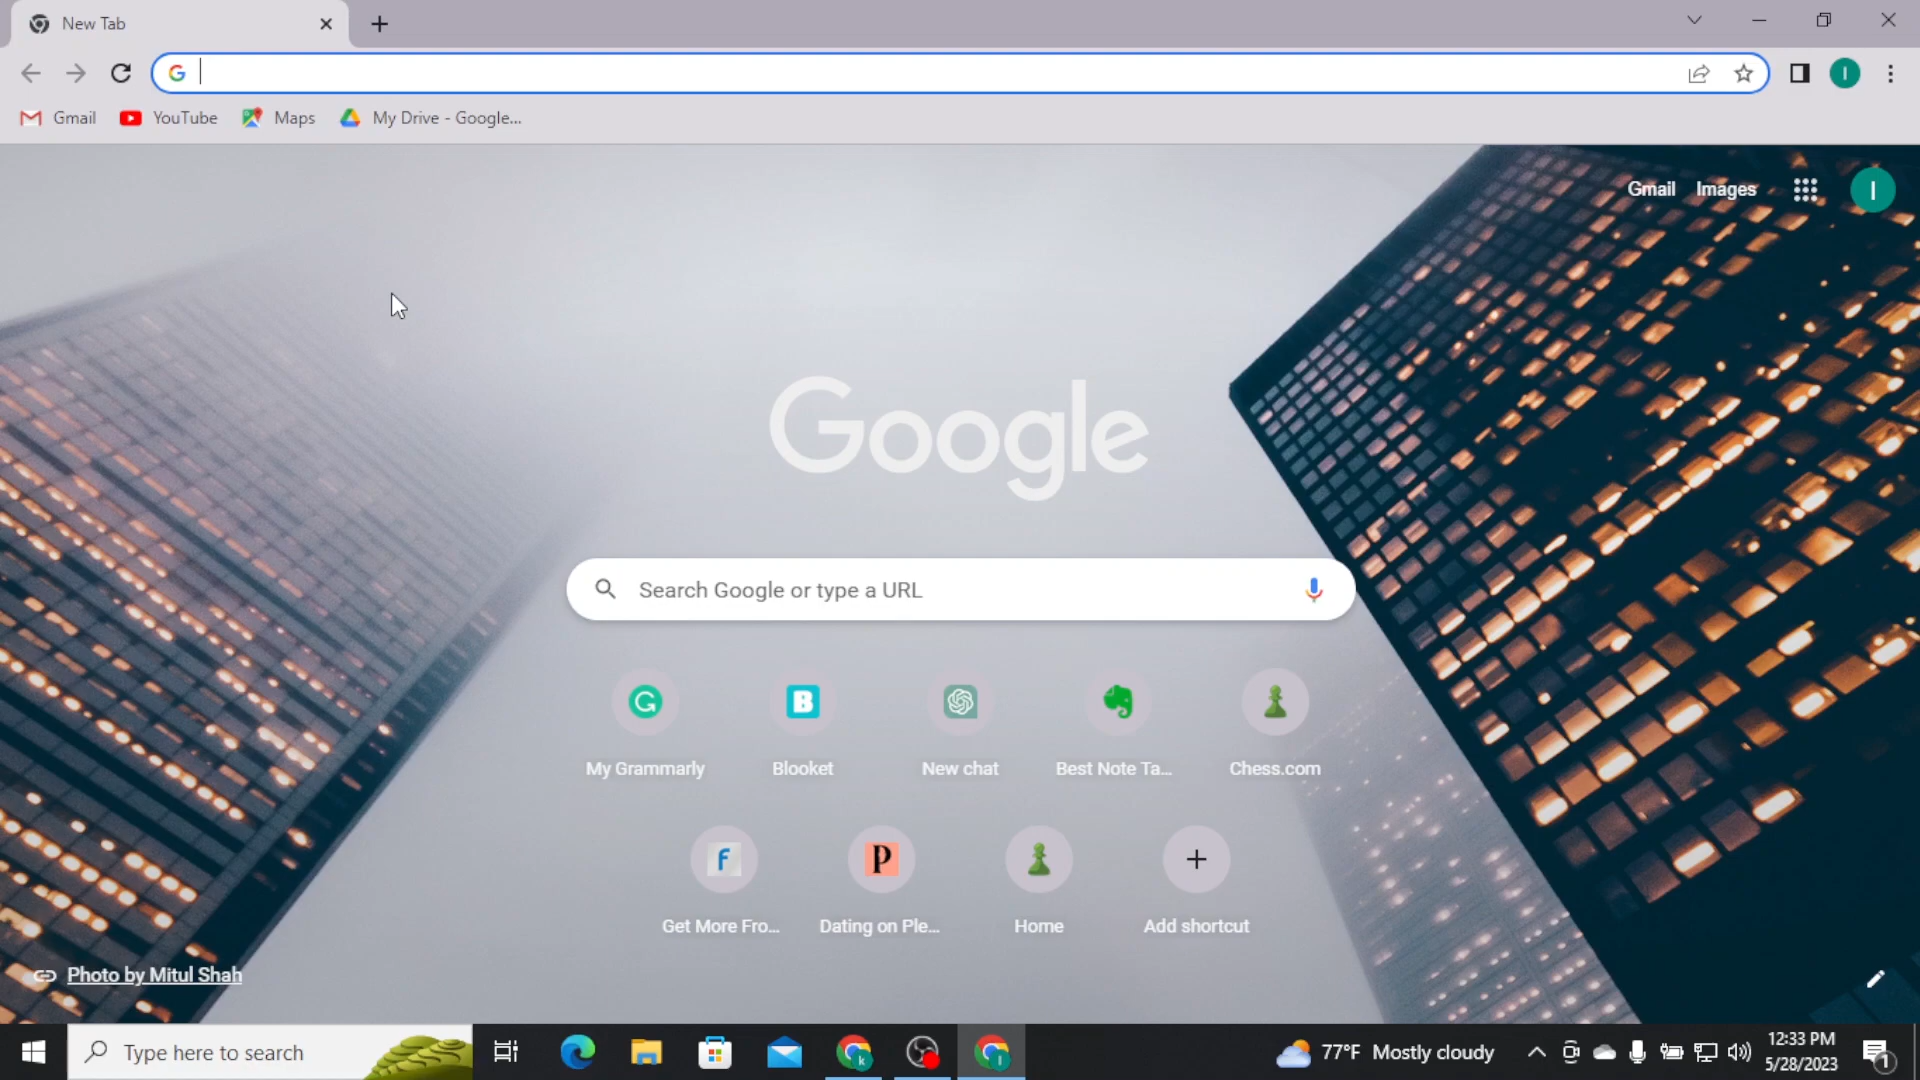 New Tab
Gmail YouTube Maps My Drive - Google...
Gmail Images
I
I
Google
Search Google or type a URL
My Grammarly Blooket New chat Best Note Ta... Chess.com
Get More Fro... Dating on Ple... Home Add shortcut
Photo by Mitul Shah
Type here to search
77°F Mostly cloudy
12:33 PM
5/28/2023
1